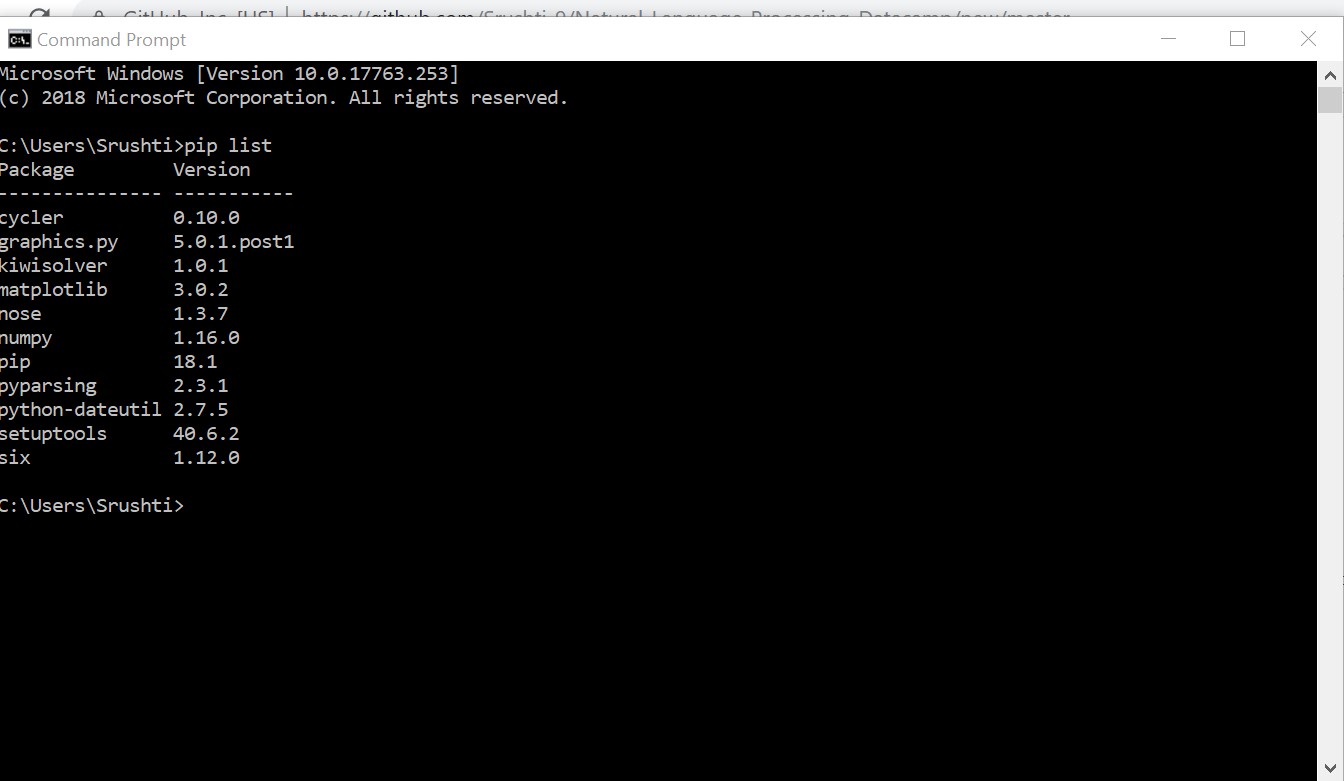 GitHub, Inc. [US] | https://github.com/Srushti-9/Natural-Language-Processing-Datacamp/new/master
Command Prompt
Microsoft Windows [Version 10.0.17763.253]
(c) 2018 Microsoft Corporation. All rights reserved.
C:\Users\Srushti>pip list
Package Version
--------------- -----------
cycler 0.10.0
graphics.py 5.0.1.post1
kiwisolver 1.0.1
matplotlib 3.0.2
nose 1.3.7
numpy 1.16.0
pip 18.1
pyparsing 2.3.1
python-dateutil 2.7.5
setuptools 40.6.2
six 1.12.0
C:\Users\Srushti>